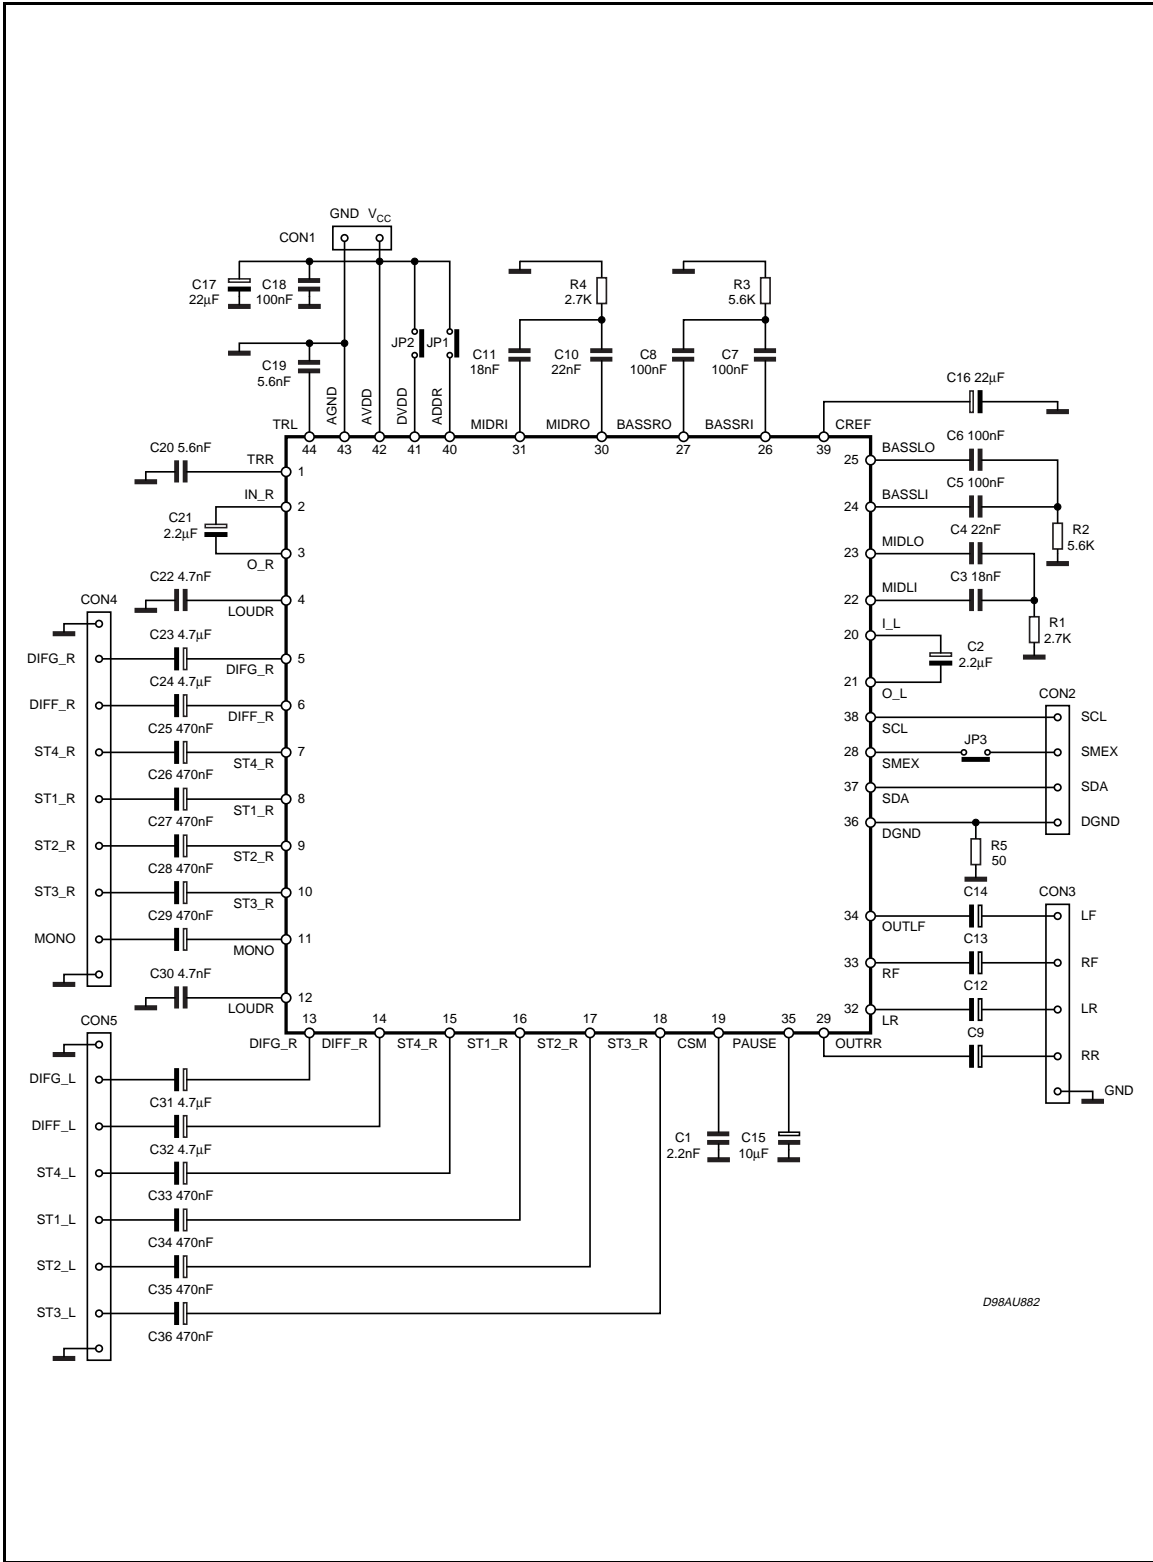 GND VCC
CON1
C17
22µF
C18
100nF
C19
5.6nF
JP2
JP1
AGND
AVDD
DVDD
ADDR
R4
2.7K
C11
18nF
C10
22nF
R3
5.6K
C8
100nF
C7
100nF
C16 22µF
TRL
MIDRI
MIDRO
BASSRO
BASSRI
CREF
44
43
42
41
40
31
30
27
26
39
C20 5.6nF
TRR
1
IN_R
2
C21
2.2µF
3
O_R
C22 4.7nF
4
LOUDR
CON4
C23 4.7µF
DIFG_R
5
DIFG_R
C24 4.7µF
DIFF_R
6
DIFF_R
C25 470nF
ST4_R
7
ST4_R
C26 470nF
ST1_R
8
ST1_R
C27 470nF
ST2_R
9
ST2_R
C28 470nF
ST3_R
10
ST3_R
C29 470nF
MONO
11
MONO
C30 4.7nF
12
LOUDR
25
BASSLO
C6 100nF
24
BASSLI
C5 100nF
R2
5.6K
23
MIDLO
C4 22nF
22
MIDLI
C3 18nF
R1
2.7K
20
I_L
C2
2.2µF
21
O_L
CON2
38
SCL
SCL
28
SMEX
JP3
SMEX
37
SDA
SDA
36
DGND
DGND
R5
50
CON3
C14
34
OUTLF
LF
C13
33
RF
RF
C12
32
LR
LR
C9
RR
GND
13
14
15
16
17
18
19
35
29
DIFG_R
DIFF_R
ST4_R
ST1_R
ST2_R
ST3_R
CSM
PAUSE
OUTRR
CON5
DIFG_L
C31 4.7µF
DIFF_L
C32 4.7µF
ST4_L
C33 470nF
ST1_L
C34 470nF
ST2_L
C35 470nF
ST3_L
C36 470nF
C1
2.2nF
C15
10µF
D98AU882